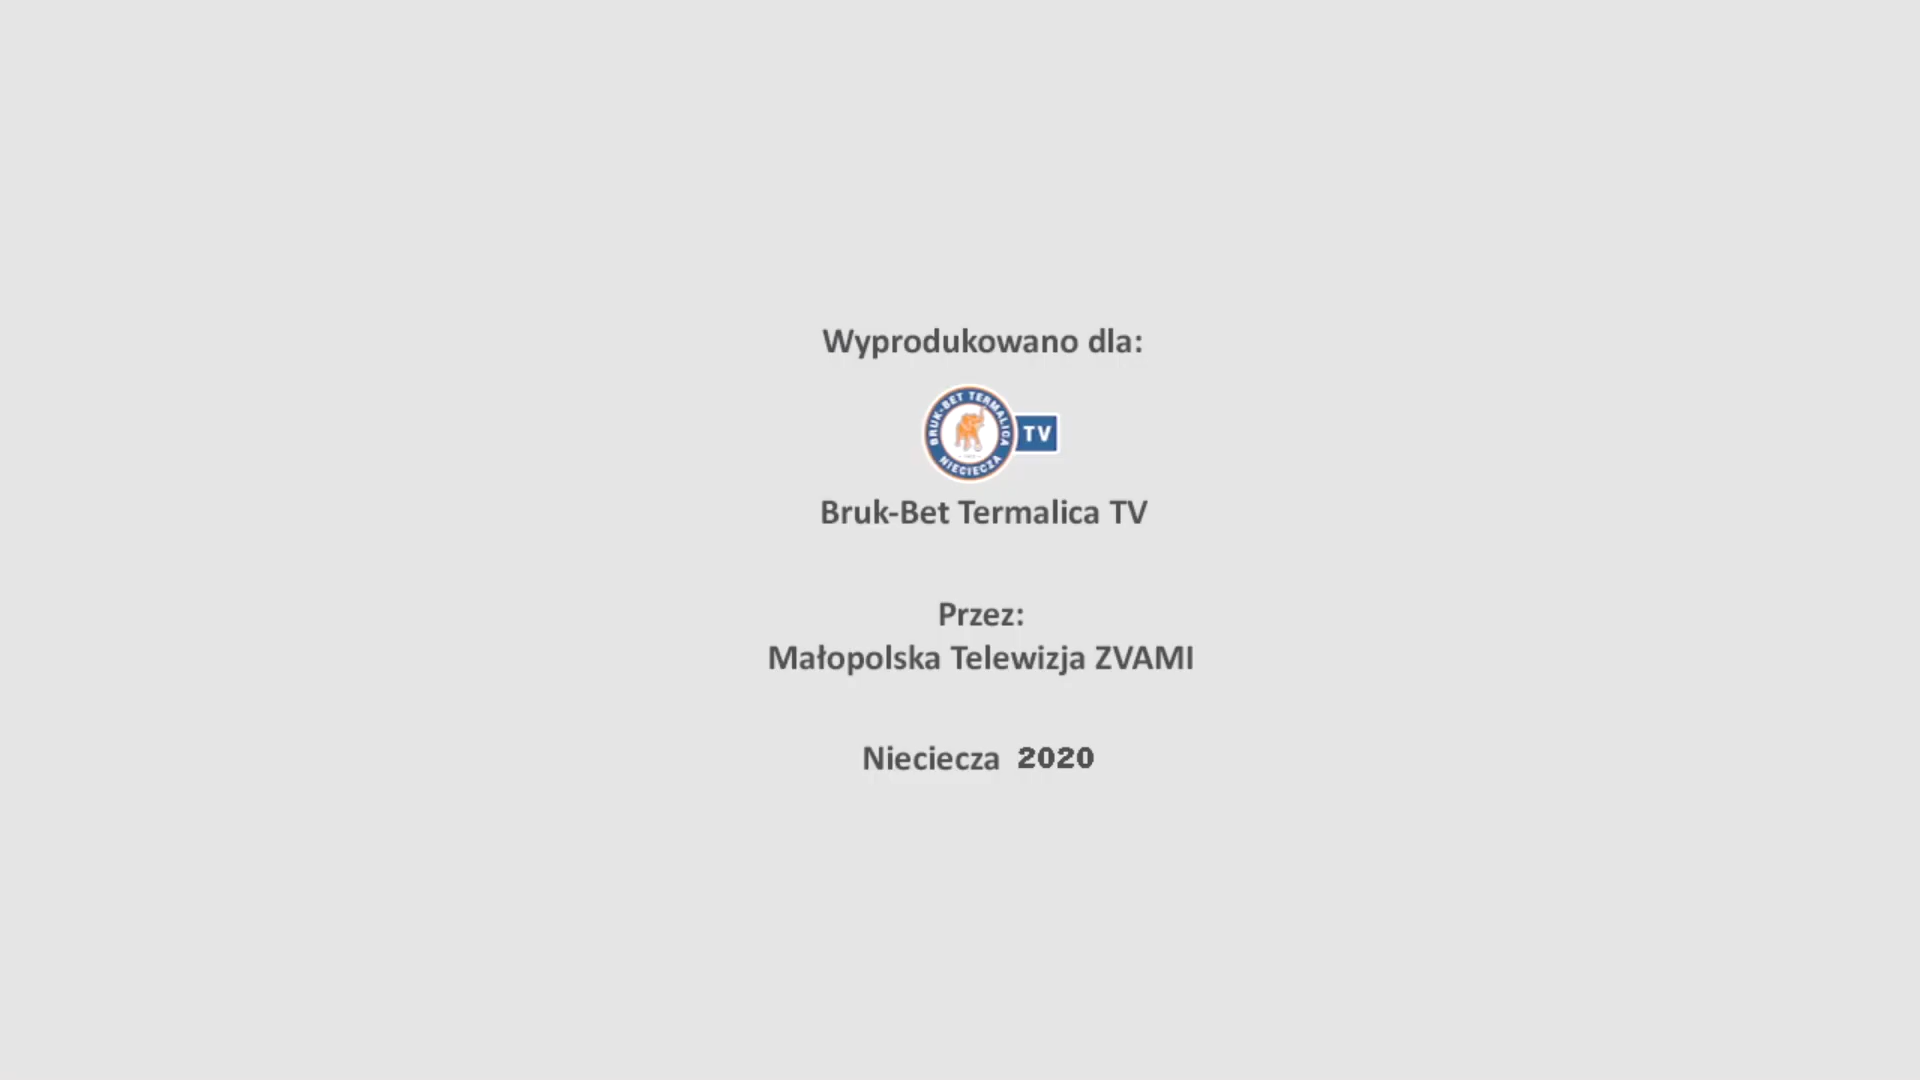 Wyprodukowano dla:
BRUK-BET TERMALICA
NIECIECZA
TV
Bruk-Bet Termalica TV
Przez:
Małopolska Telewizja ZVAMI
Nieciecza 2020